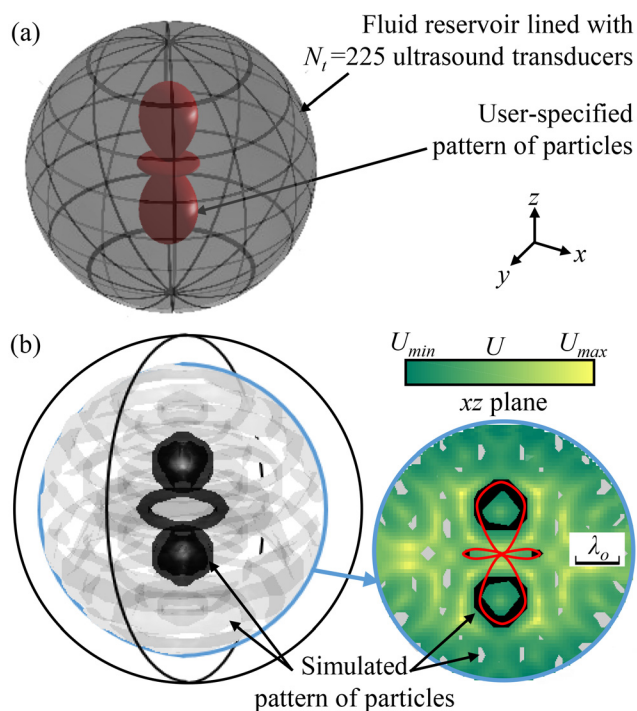 (a)
Fluid reservoir lined with
N_t=225 ultrasound transducers
User-specified
pattern of particles
z
x
y
(b)
U_min U U_max
xz plane
λ_o
Simulated
pattern of particles